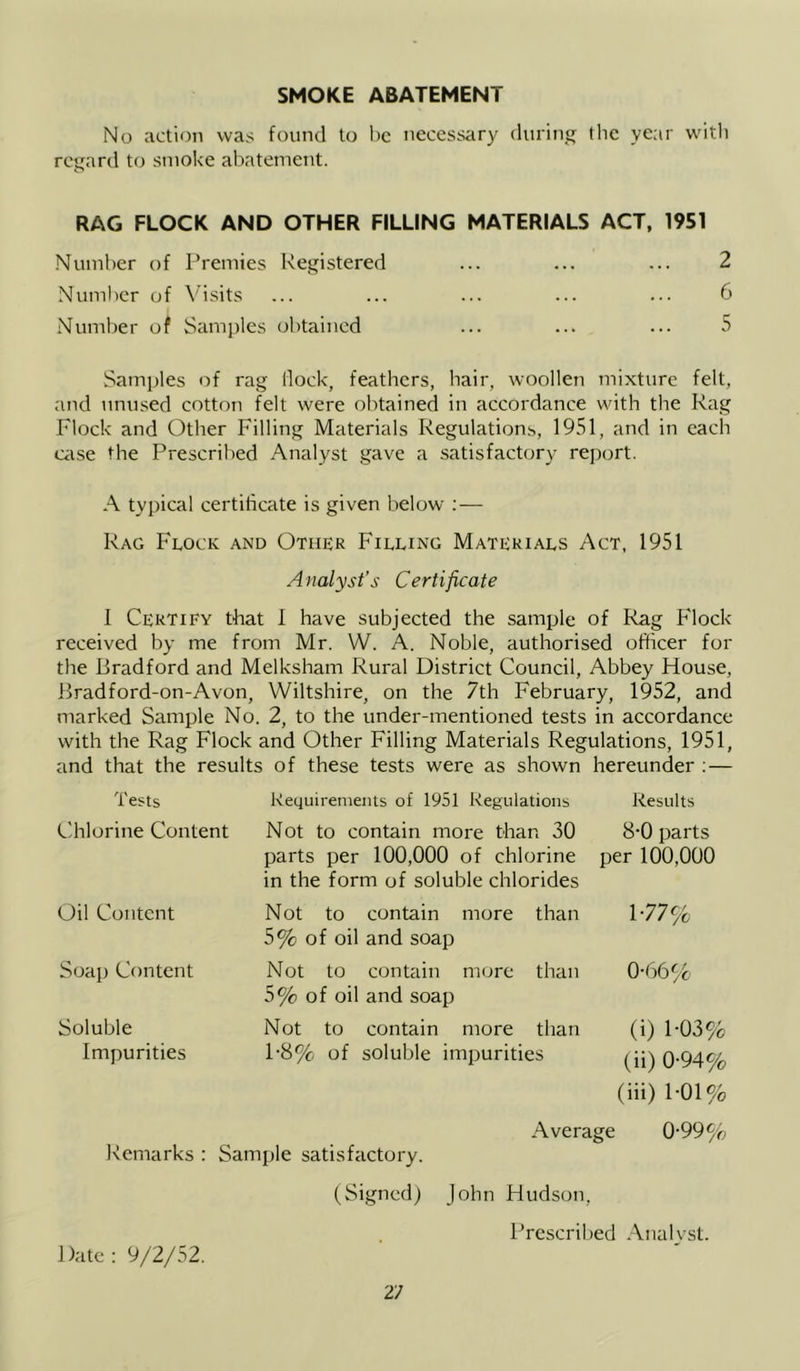 SMOKE ABATEMENT
No action was found to be necessary during the year with
regard to smoke abatement.
RAG FLOCK AND OTHER FILLING MATERIALS ACT, 1951
Number of Premies Registered ... ... ... 2
Number of Visits ... ... ... ... ... 6
Number of Samples obtained ... ... ... 5
Samples of rag flock, feathers, hair, woollen mixture felt,
and unused cotton felt were obtained in accordance with the Rag
Flock and Other Filling Materials Regulations, 1951, and in each
case the Prescribed Analyst gave a satisfactory report.
A typical certificate is given below :—
RAG FLOCK AND OTHER FILLING MATERIALS ACT, 1951
Analyst's Certificate
I CERTIFY that I have subjected the sample of Rag Flock
received by me from Mr. W. A. Noble, authorised officer for
the Bradford and Melksham Rural District Council, Abbey House,
Bradford-on-Avon, Wiltshire, on the 7th February, 1952, and
marked Sample No. 2, to the under-mentioned tests in accordance
with the Rag Flock and Other Filling Materials Regulations, 1951,
and that the results of these tests were as shown hereunder :—
Tests Requirements of 1951 Regulations Results
Chlorine Content Not to contain more than 30 8·0 parts
parts per 100,000 of chlorine per 100,000
in the form of soluble chlorides
Oil Content Not to contain more than 1·77%
5% of oil and soap
Soap Content Not to contain more than 0·66%
5% of oil and soap
Soluble Not to contain more than (i) 1·03%
Impurities 1·8% of soluble impurities (ii) 0·94%
(iii) 1·01%
Average 0·99%
Remarks : Sample satisfactory.
(Signed) John Hudson,
Prescribed Analyst.
Date : 9/2/52.
27